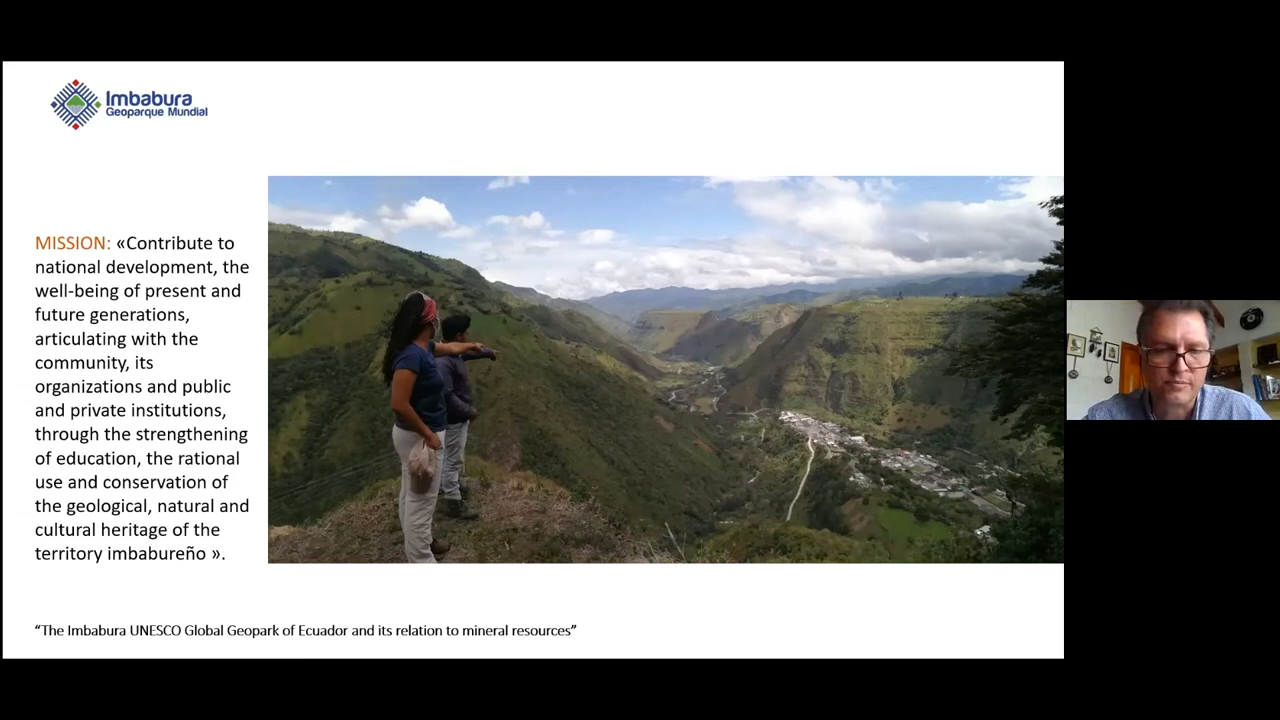 Imbabura
Geoparque Mundial
MISSION: «Contribute to
national development, the
well-being of present and
future generations,
articulating with the
community, its
organizations and public
and private institutions,
through the strengthening
of education, the rational
use and conservation of
the geological, natural and
cultural heritage of the
territory imbabureño ».
“The Imbabura UNESCO Global Geopark of Ecuador and its relation to mineral resources”